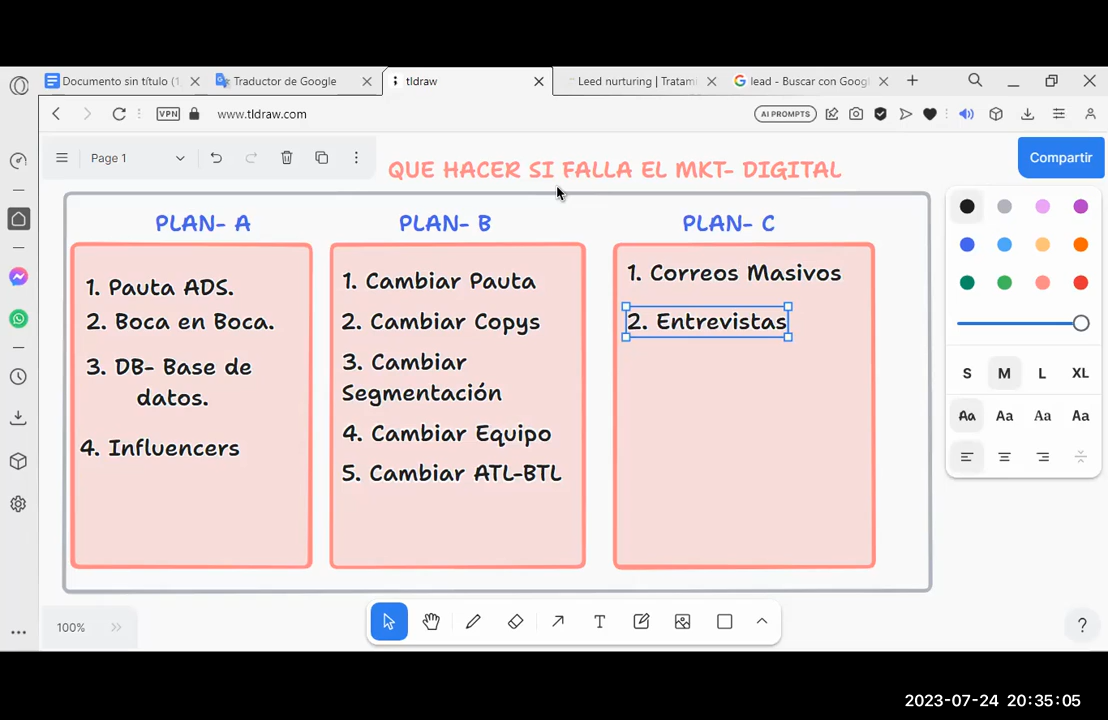 Documento sin título (1
Traductor de Google
tldraw
Leed nurturing | Tratami
lead - Buscar con Googl
VPN
www.tldraw.com
AI PROMPTS
Page 1
QUE HACER SI FALLA EL MKT- DIGITAL
Compartir
PLAN- A
1. Pauta ADS.
2. Boca en Boca.
3. DB- Base de
datos.
4. Influencers
PLAN- B
1. Cambiar Pauta
2. Cambiar Copys
3. Cambiar
Segmentación
4. Cambiar Equipo
5. Cambiar ATL-BTL
PLAN- C
1. Correos Masivos
2. Entrevistas
S M L XL
Aa Aa Aa Aa
100%
T
?
2023-07-24 20:35:05